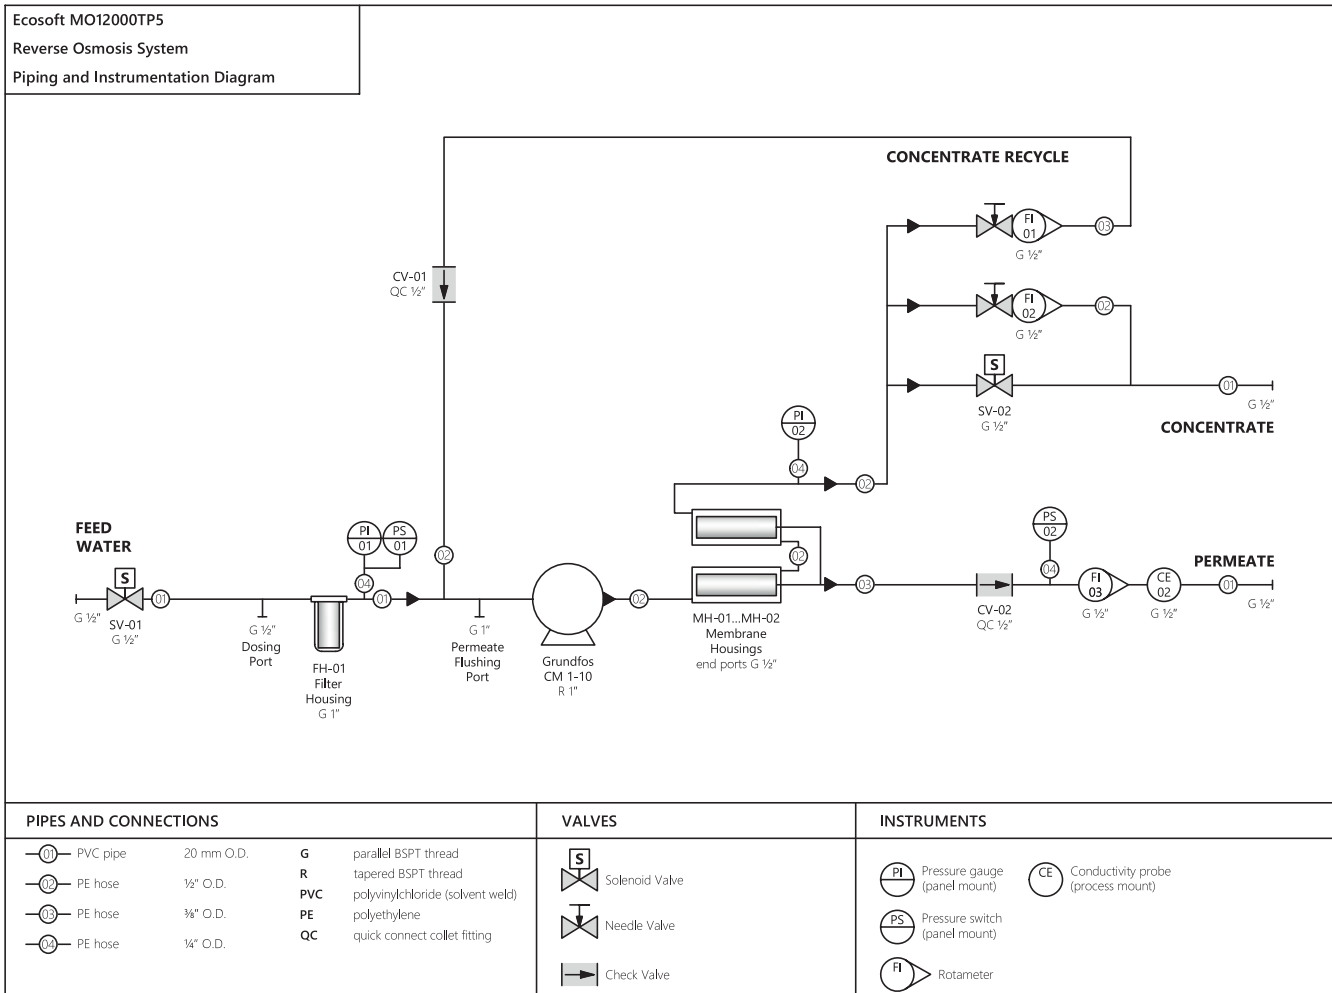 Ecosoft MO12000TP5
Reverse Osmosis System
Piping and Instrumentation Diagram
CONCENTRATE RECYCLE
FI
01
03
G ½"
CV-01
QC ½"
FI
02
02
G ½"
S
SV-02
G ½"
01
G ½"
CONCENTRATE
PI
02
04
02
FEED
WATER
S
G ½"
SV-01
G ½"
01
G ½"
Dosing
Port
PI
01
PS
01
04
01
FH-01
Filter
Housing
G 1"
02
G 1"
Permeate
Flushing
Port
Grundfos
CM 1-10
R 1"
02
02
MH-01...MH-02
Membrane
Housings
end ports G ½"
03
CV-02
QC ½"
PS
02
04
FI
03
G ½"
CE
02
G ½"
PERMEATE
01
G ½"
PIPES AND CONNECTIONS
01 PVC pipe 20 mm O.D.
02 PE hose ½" O.D.
03 PE hose ⅜" O.D.
04 PE hose ¼" O.D.
G parallel BSPT thread
R tapered BSPT thread
PVC polyvinylchloride (solvent weld)
PE polyethylene
QC quick connect collet fitting
VALVES
S
Solenoid Valve
Needle Valve
Check Valve
INSTRUMENTS
PI Pressure gauge
(panel mount)
CE Conductivity probe
(process mount)
PS Pressure switch
(panel mount)
FI Rotameter